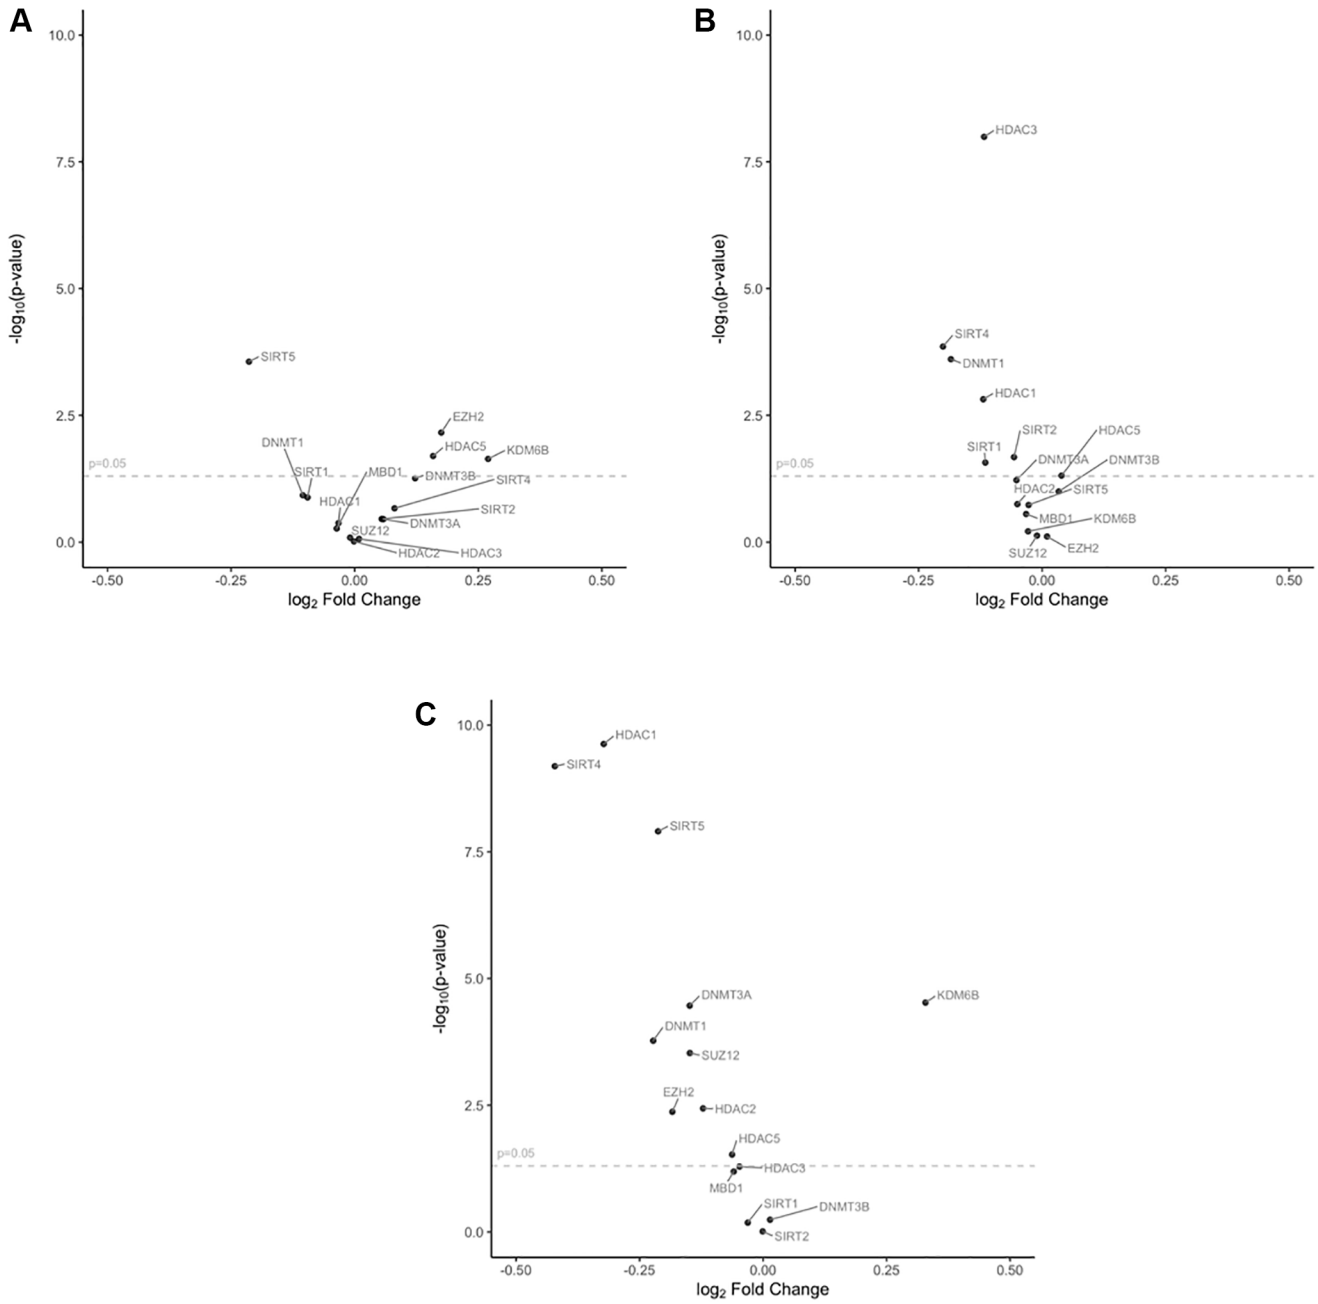 A
10.0
7.5
5.0
2.5
0.0
-log10(p-value)
SIRT5
EZH2
HDAC5
KDM6B
DNMT1
p=0.05
SIRT1
MBD1
DNMT3B
SIRT4
HDAC1
SIRT2
DNMT3A
SUZ12
HDAC2
HDAC3
-0.50
-0.25
0.00
0.25
0.50
log2 Fold Change
B
10.0
7.5
5.0
2.5
0.0
-log10(p-value)
HDAC3
SIRT4
DNMT1
HDAC1
SIRT2
HDAC5
SIRT1
DNMT3A
DNMT3B
p=0.05
HDAC2
SIRT5
MBD1
KDM6B
SUZ12
EZH2
-0.50
-0.25
0.00
0.25
0.50
log2 Fold Change
C
10.0
7.5
5.0
2.5
0.0
-log10(p-value)
HDAC1
SIRT4
SIRT5
DNMT3A
KDM6B
DNMT1
SUZ12
EZH2
HDAC2
HDAC5
p=0.05
HDAC3
MBD1
SIRT1
DNMT3B
SIRT2
-0.50
-0.25
0.00
0.25
0.50
log2 Fold Change